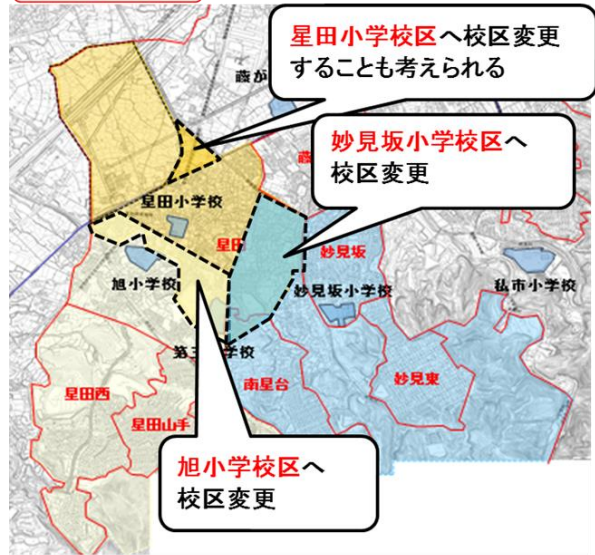 星田小学校区へ校区変更
することも考えられる
藤が
妙見坂小学校区へ
校区変更
星田小学校
星田
妙見坂
旭小学校
妙見坂小学校
私市小学校
学校
星田西
南星台
妙見東
星田山手
旭小学校区へ
校区変更